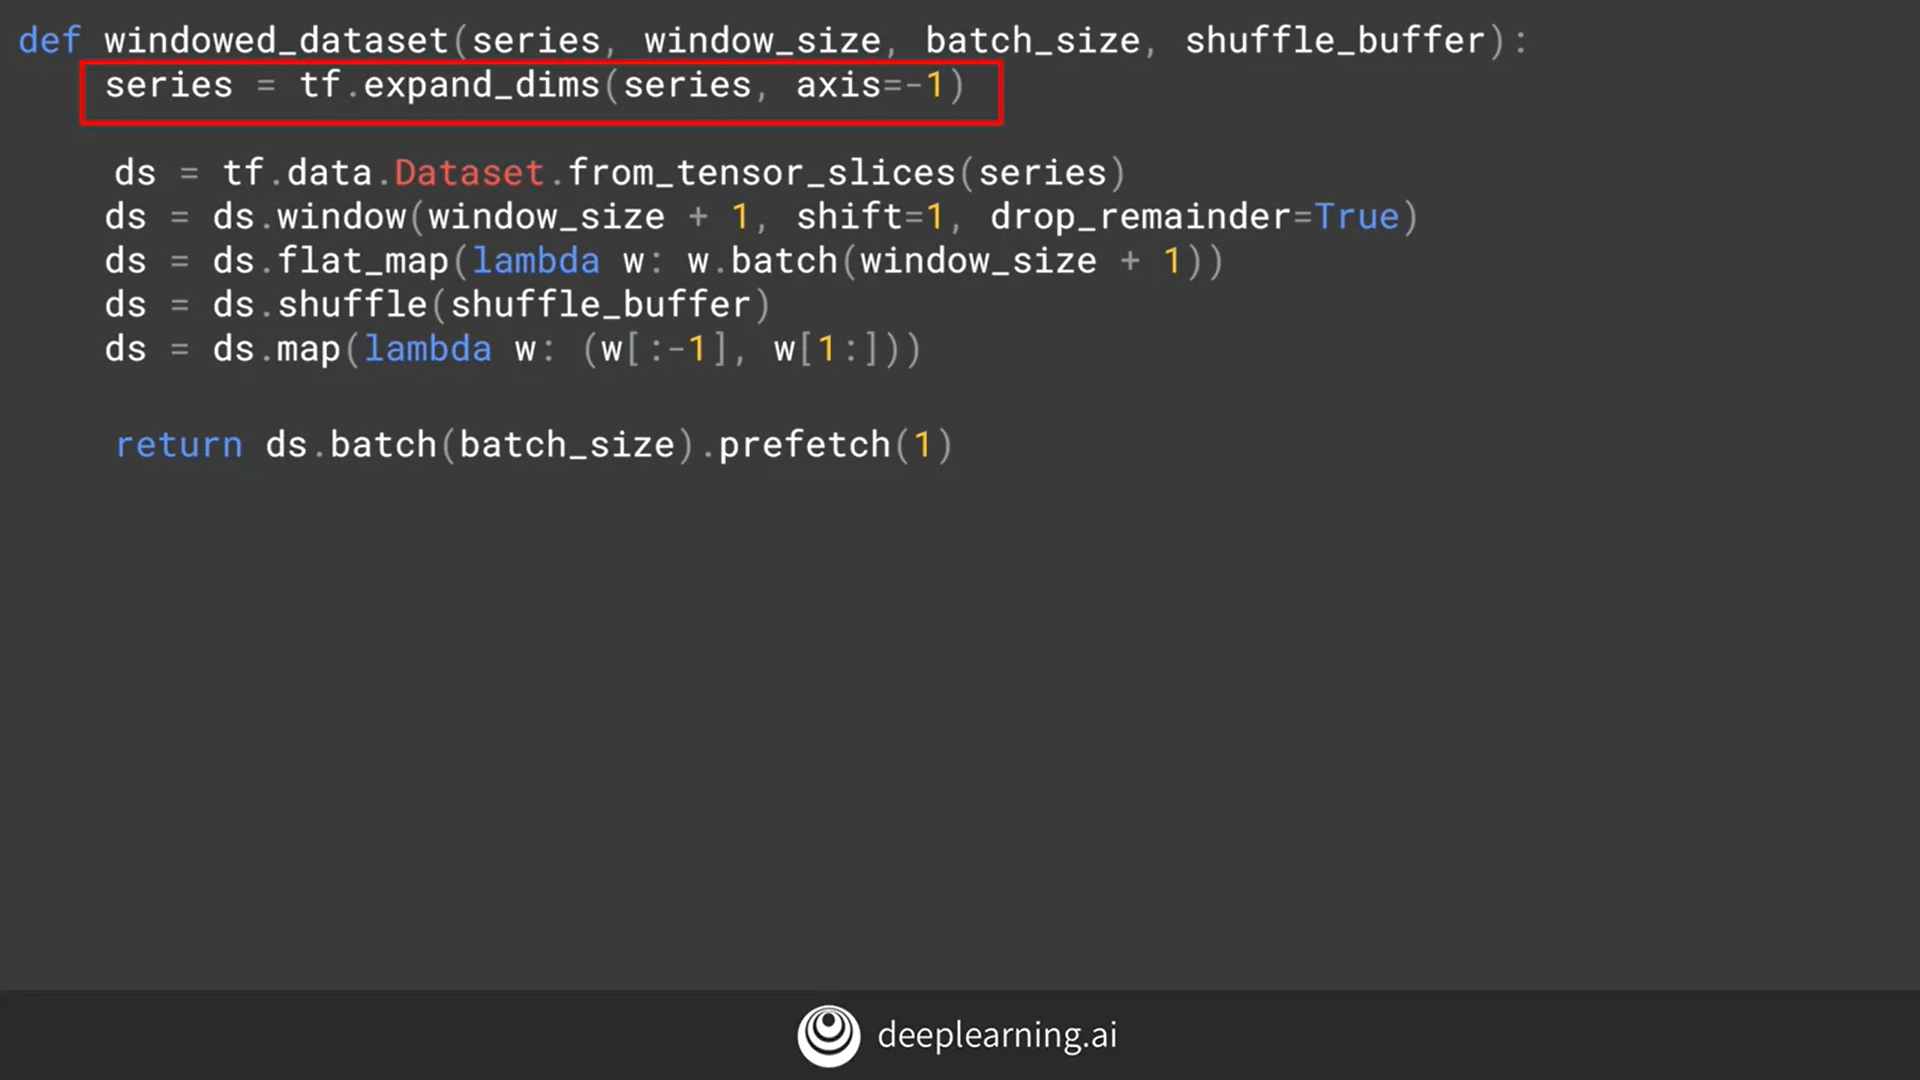 def windowed_dataset(series, window_size, batch_size, shuffle_buffer):
series = tf.expand_dims(series, axis=-1)
ds = tf.data.Dataset.from_tensor_slices(series)
ds = ds.window(window_size + 1, shift=1, drop_remainder=True)
ds = ds.flat_map(lambda w: w.batch(window_size + 1))
ds = ds.shuffle(shuffle_buffer)
ds = ds.map(lambda w: (w[:-1], w[1:]))
return ds.batch(batch_size).prefetch(1)
deeplearning.ai